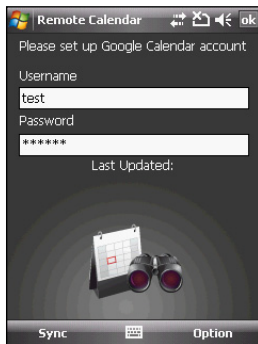 Remote Calendar
ok
Please set up Google Calendar account
Username
test
Password
******
Last Updated:
Sync
Option